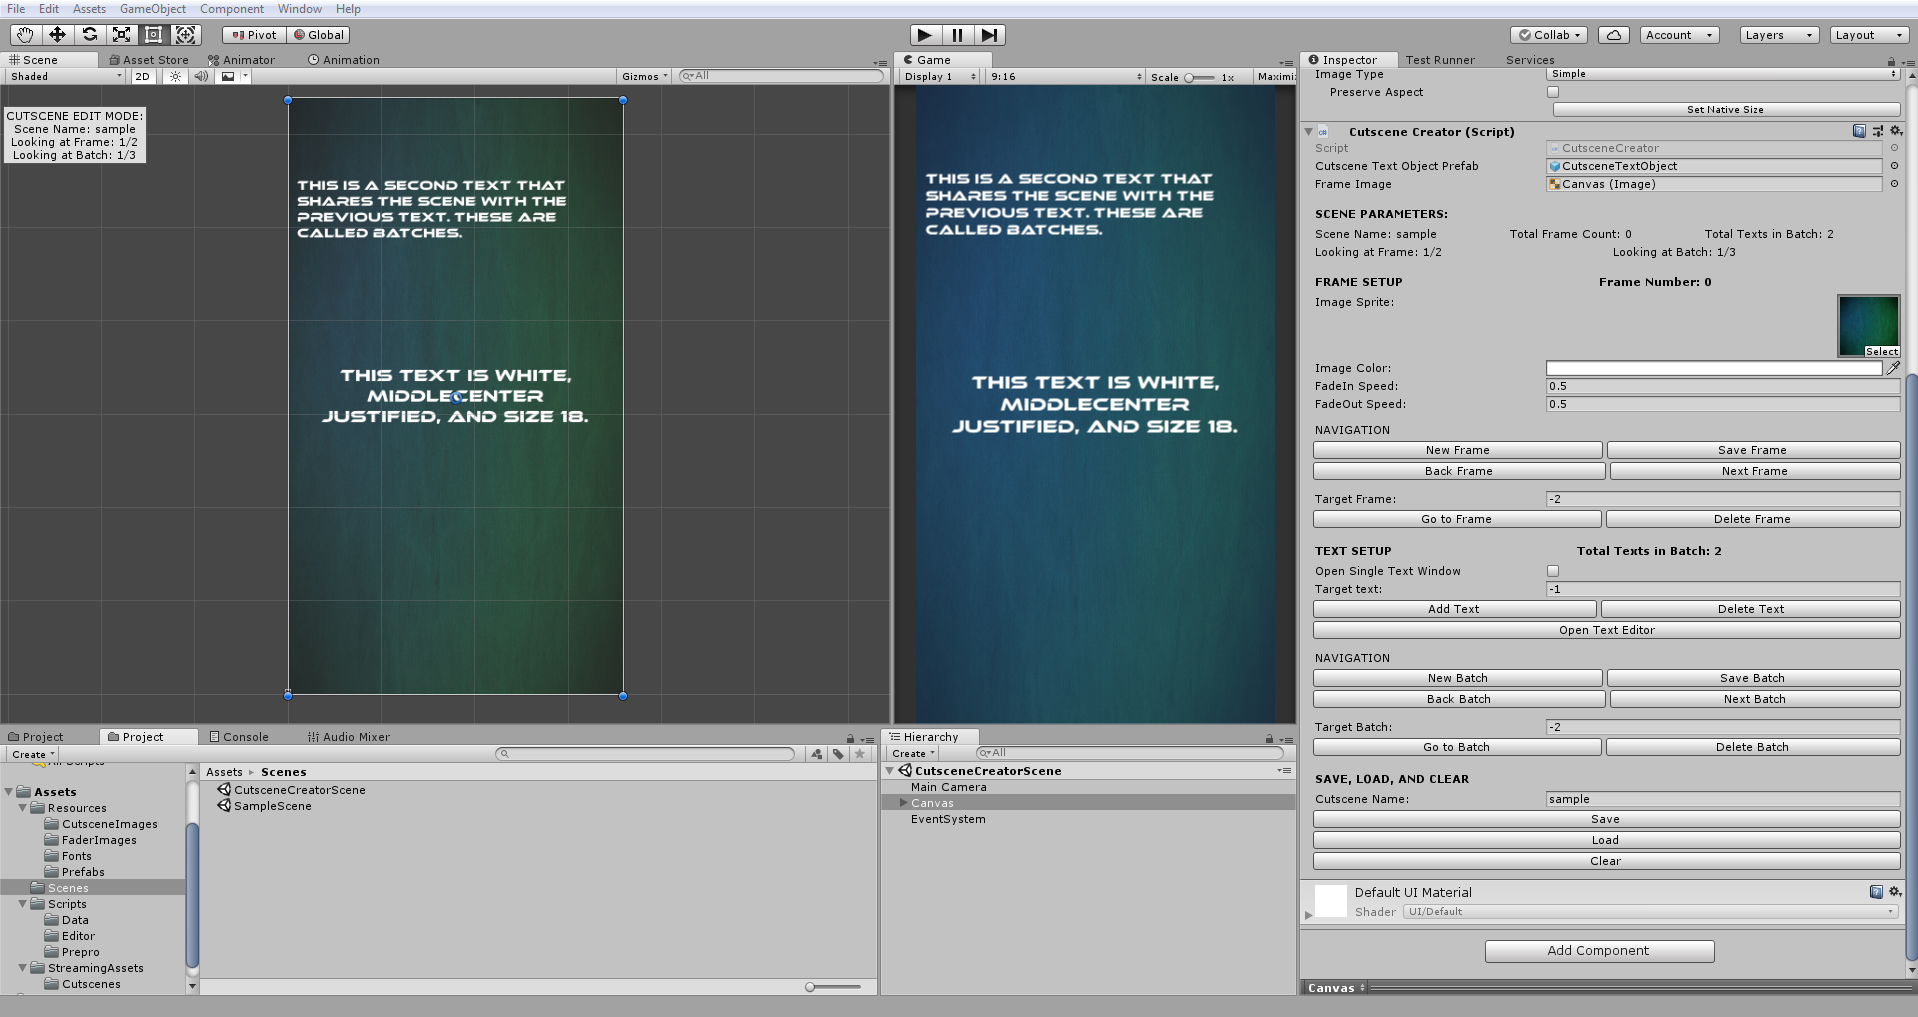 File Edit Assets GameObject Component Window Help
Pivot Global
Collab Account Layers Layout
Scene Asset Store Animator Animation
Shaded 2D Gizmos All
CUTSCENE EDIT MODE:
Scene Name: sample
Looking at Frame: 1/2
Looking at Batch: 1/3
THIS IS A SECOND TEXT THAT
SHARES THE SCENE WITH THE
PREVIOUS TEXT. THESE ARE
CALLED BATCHES.
THIS TEXT IS WHITE,
MIDDLECENTER
JUSTIFIED, AND SIZE 18.
Game
Display 1 9:16 Scale 1x Maximi
THIS IS A SECOND TEXT THAT
SHARES THE SCENE WITH THE
PREVIOUS TEXT. THESE ARE
CALLED BATCHES.
THIS TEXT IS WHITE,
MIDDLECENTER
JUSTIFIED, AND SIZE 18.
Inspector Test Runner Services
Image Type Simple
Preserve Aspect
Set Native Size
Cutscene Creator (Script)
Script CutsceneCreator
Cutscene Text Object Prefab CutsceneTextObject
Frame Image Canvas (Image)
SCENE PARAMETERS:
Scene Name: sample Total Frame Count: 0 Total Texts in Batch: 2
Looking at Frame: 1/2 Looking at Batch: 1/3
FRAME SETUP Frame Number: 0
Image Sprite:
Select
Image Color:
FadeIn Speed: 0.5
FadeOut Speed: 0.5
NAVIGATION
New Frame Save Frame
Back Frame Next Frame
Target Frame: -2
Go to Frame Delete Frame
TEXT SETUP Total Texts in Batch: 2
Open Single Text Window
Target text: -1
Add Text Delete Text
Open Text Editor
NAVIGATION
New Batch Save Batch
Back Batch Next Batch
Target Batch: -2
Go to Batch Delete Batch
SAVE, LOAD, AND CLEAR
Cutscene Name: sample
Save
Load
Clear
Default UI Material
Shader UI/Default
Add Component
Canvas
Project Project Console Audio Mixer
Create
All Scripts
Assets
Resources
CutsceneImages
FaderImages
Fonts
Prefabs
Scenes
Scripts
Data
Editor
Prepro
StreamingAssets
Cutscenes
Assets Scenes
CutsceneCreatorScene
SampleScene
Hierarchy
Create All
CutsceneCreatorScene
Main Camera
Canvas
EventSystem